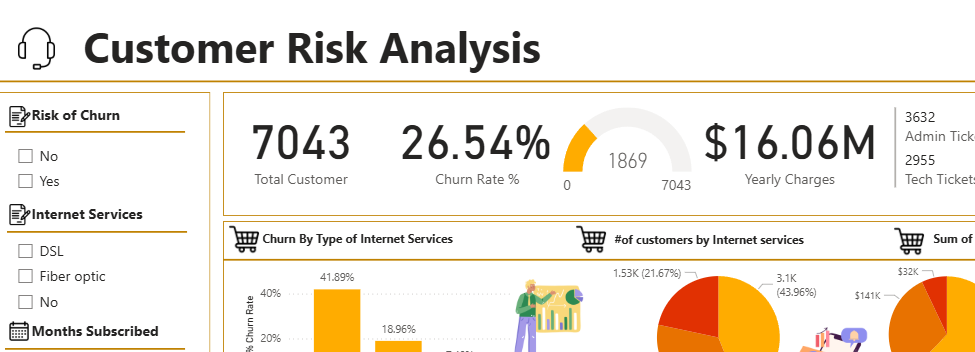 Customer Risk Analysis
Risk of Churn
No
Yes
Internet Services
DSL
Fiber optic
No
Months Subscribed
7043
Total Customer
26.54%
Churn Rate %
1869
0
7043
$16.06M
Yearly Charges
3632
Admin Tick
2955
Tech Tickets
Churn By Type of Internet Services
41.89%
40%
18.96%
20%
% Churn Rate
#of customers by Internet services
1.53K (21.67%)
3.1K
(43.96%)
Sum of
$32K
$141K